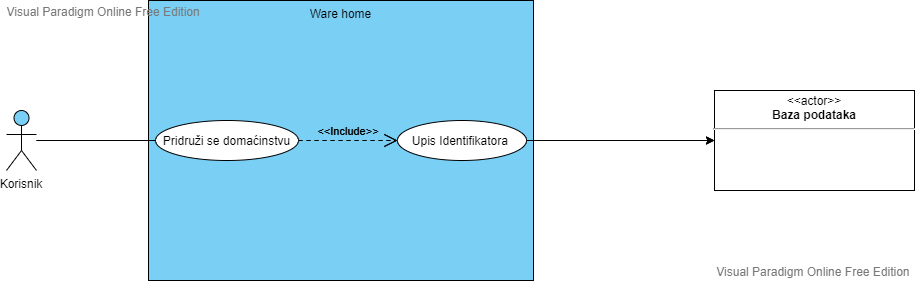 Visual Paradigm Online Free Edition
Ware home
<<actor>>
Baza podataka
Pridruži se domaćinstvu
<<Include>>
Upis Identifikatora
Korisnik
Visual Paradigm Online Free Edition